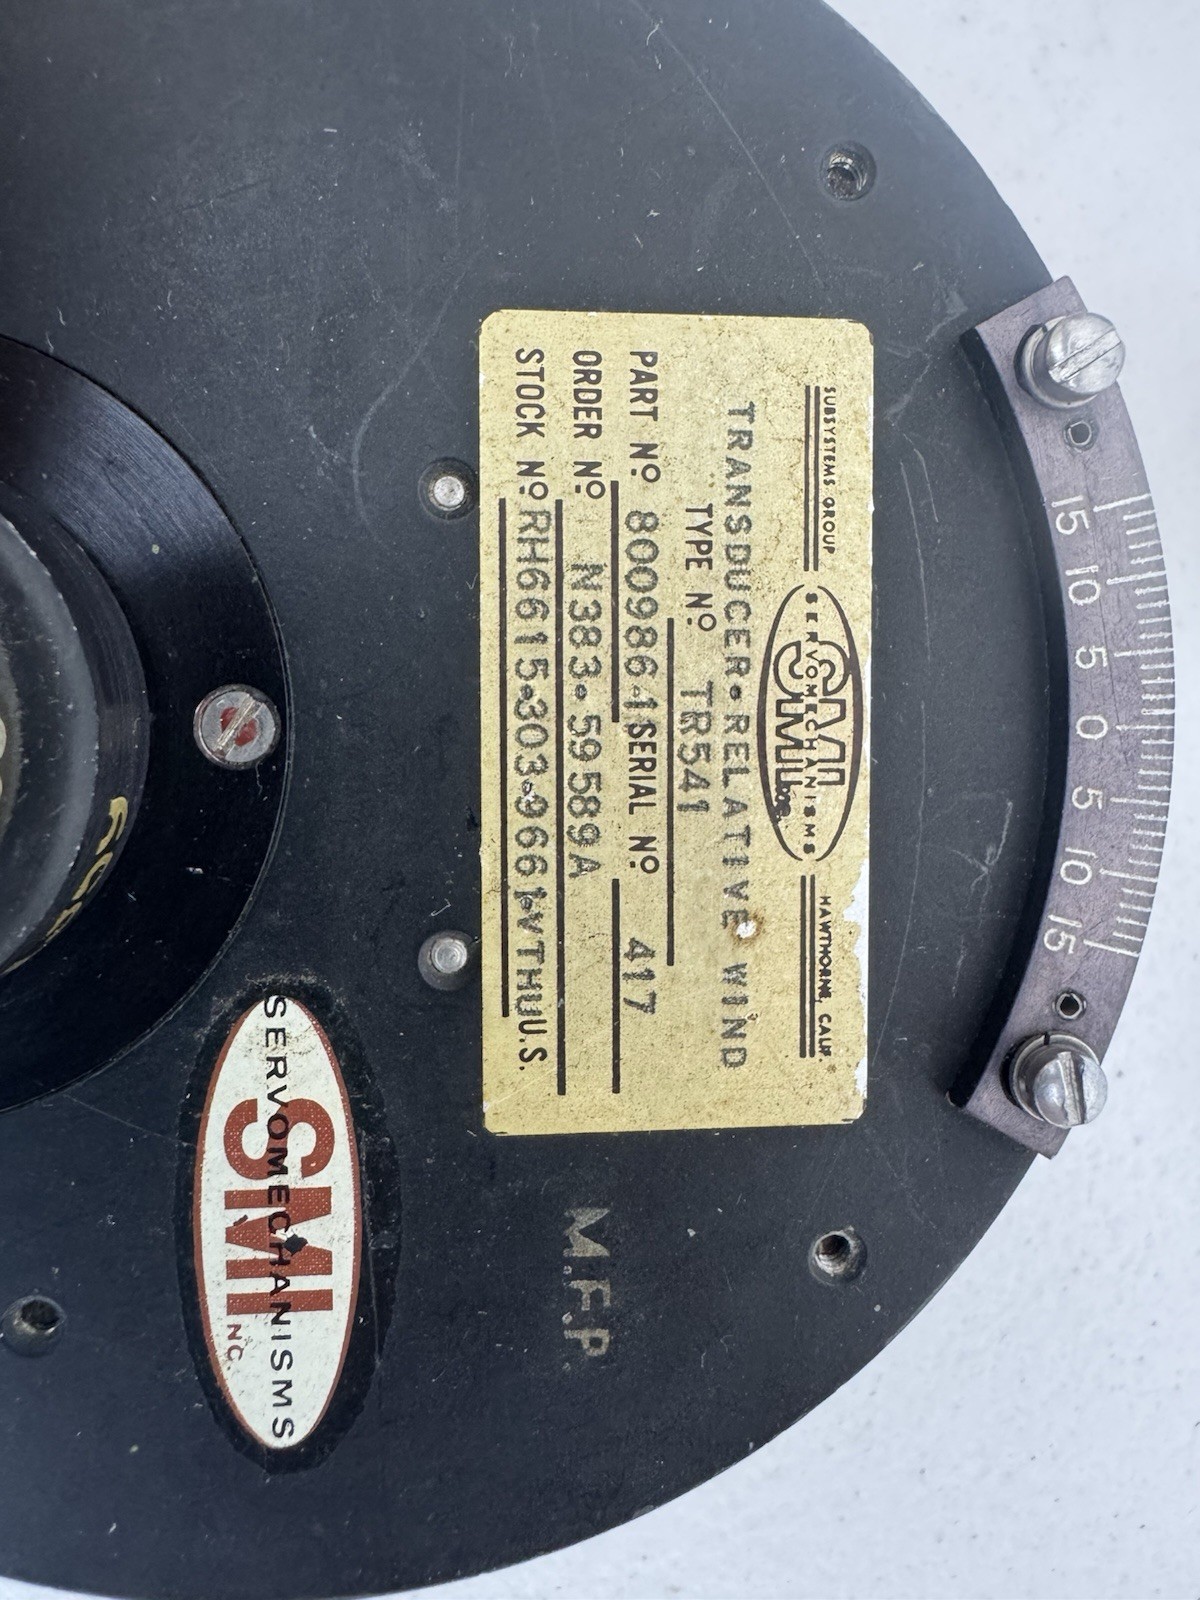 SUBSYSTEMS GROUP
SERVOMECHANISMS
SMI
HAWTHORNE, CALIF.
TRANSDUCER·RELATIVE WIND
TYPE Nº. TR541
PART Nº. 800986-1 SERIAL Nº. 417
ORDER Nº. N383·59589A
STOCK Nº. RH6615·303·9661·VTHU U.S.
15 10 5 0 5 10 15
SERVOMECHANISMS
SMI
INC.
M.F.P.